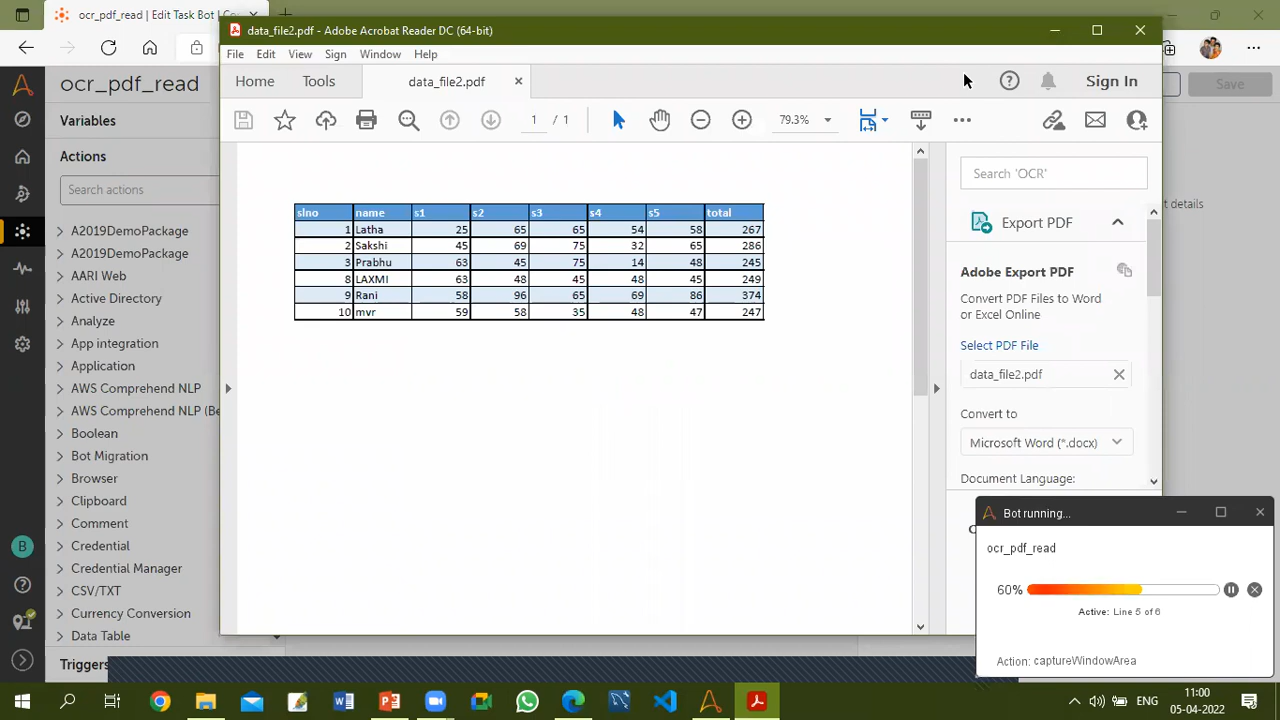 ocr_pdf_read | Edit Task Bot | Co
data_file2.pdf - Adobe Acrobat Reader DC (64-bit)
File Edit View Sign Window Help
Home Tools data_file2.pdf Sign In
1 / 1 79.3%
ocr_pdf_read
Save
Variables
Actions
Search actions
A2019DemoPackage
A2019DemoPackage
AARI Web
Active Directory
Analyze
App integration
Application
AWS Comprehend NLP
AWS Comprehend NLP (Be
Boolean
Bot Migration
Browser
Clipboard
Comment
Credential
Credential Manager
CSV/TXT
Currency Conversion
Data Table
Triggers
B
slno name s1 s2 s3 s4 s5 total
1 Latha 25 65 65 54 58 267
2 Sakshi 45 69 75 32 65 286
3 Prabhu 63 45 75 14 48 245
8 LAXMI 63 48 45 48 45 249
9 Rani 58 96 65 69 86 374
10 mvr 59 58 35 48 47 247
Search 'OCR'
Export PDF
Adobe Export PDF
Convert PDF Files to Word
or Excel Online
Select PDF File
data_file2.pdf
Convert to
Microsoft Word (*.docx)
Document Language:
t details
Bot running...
ocr_pdf_read
60%
Active: Line 5 of 6
Action: captureWindowArea
ENG
11:00
05-04-2022